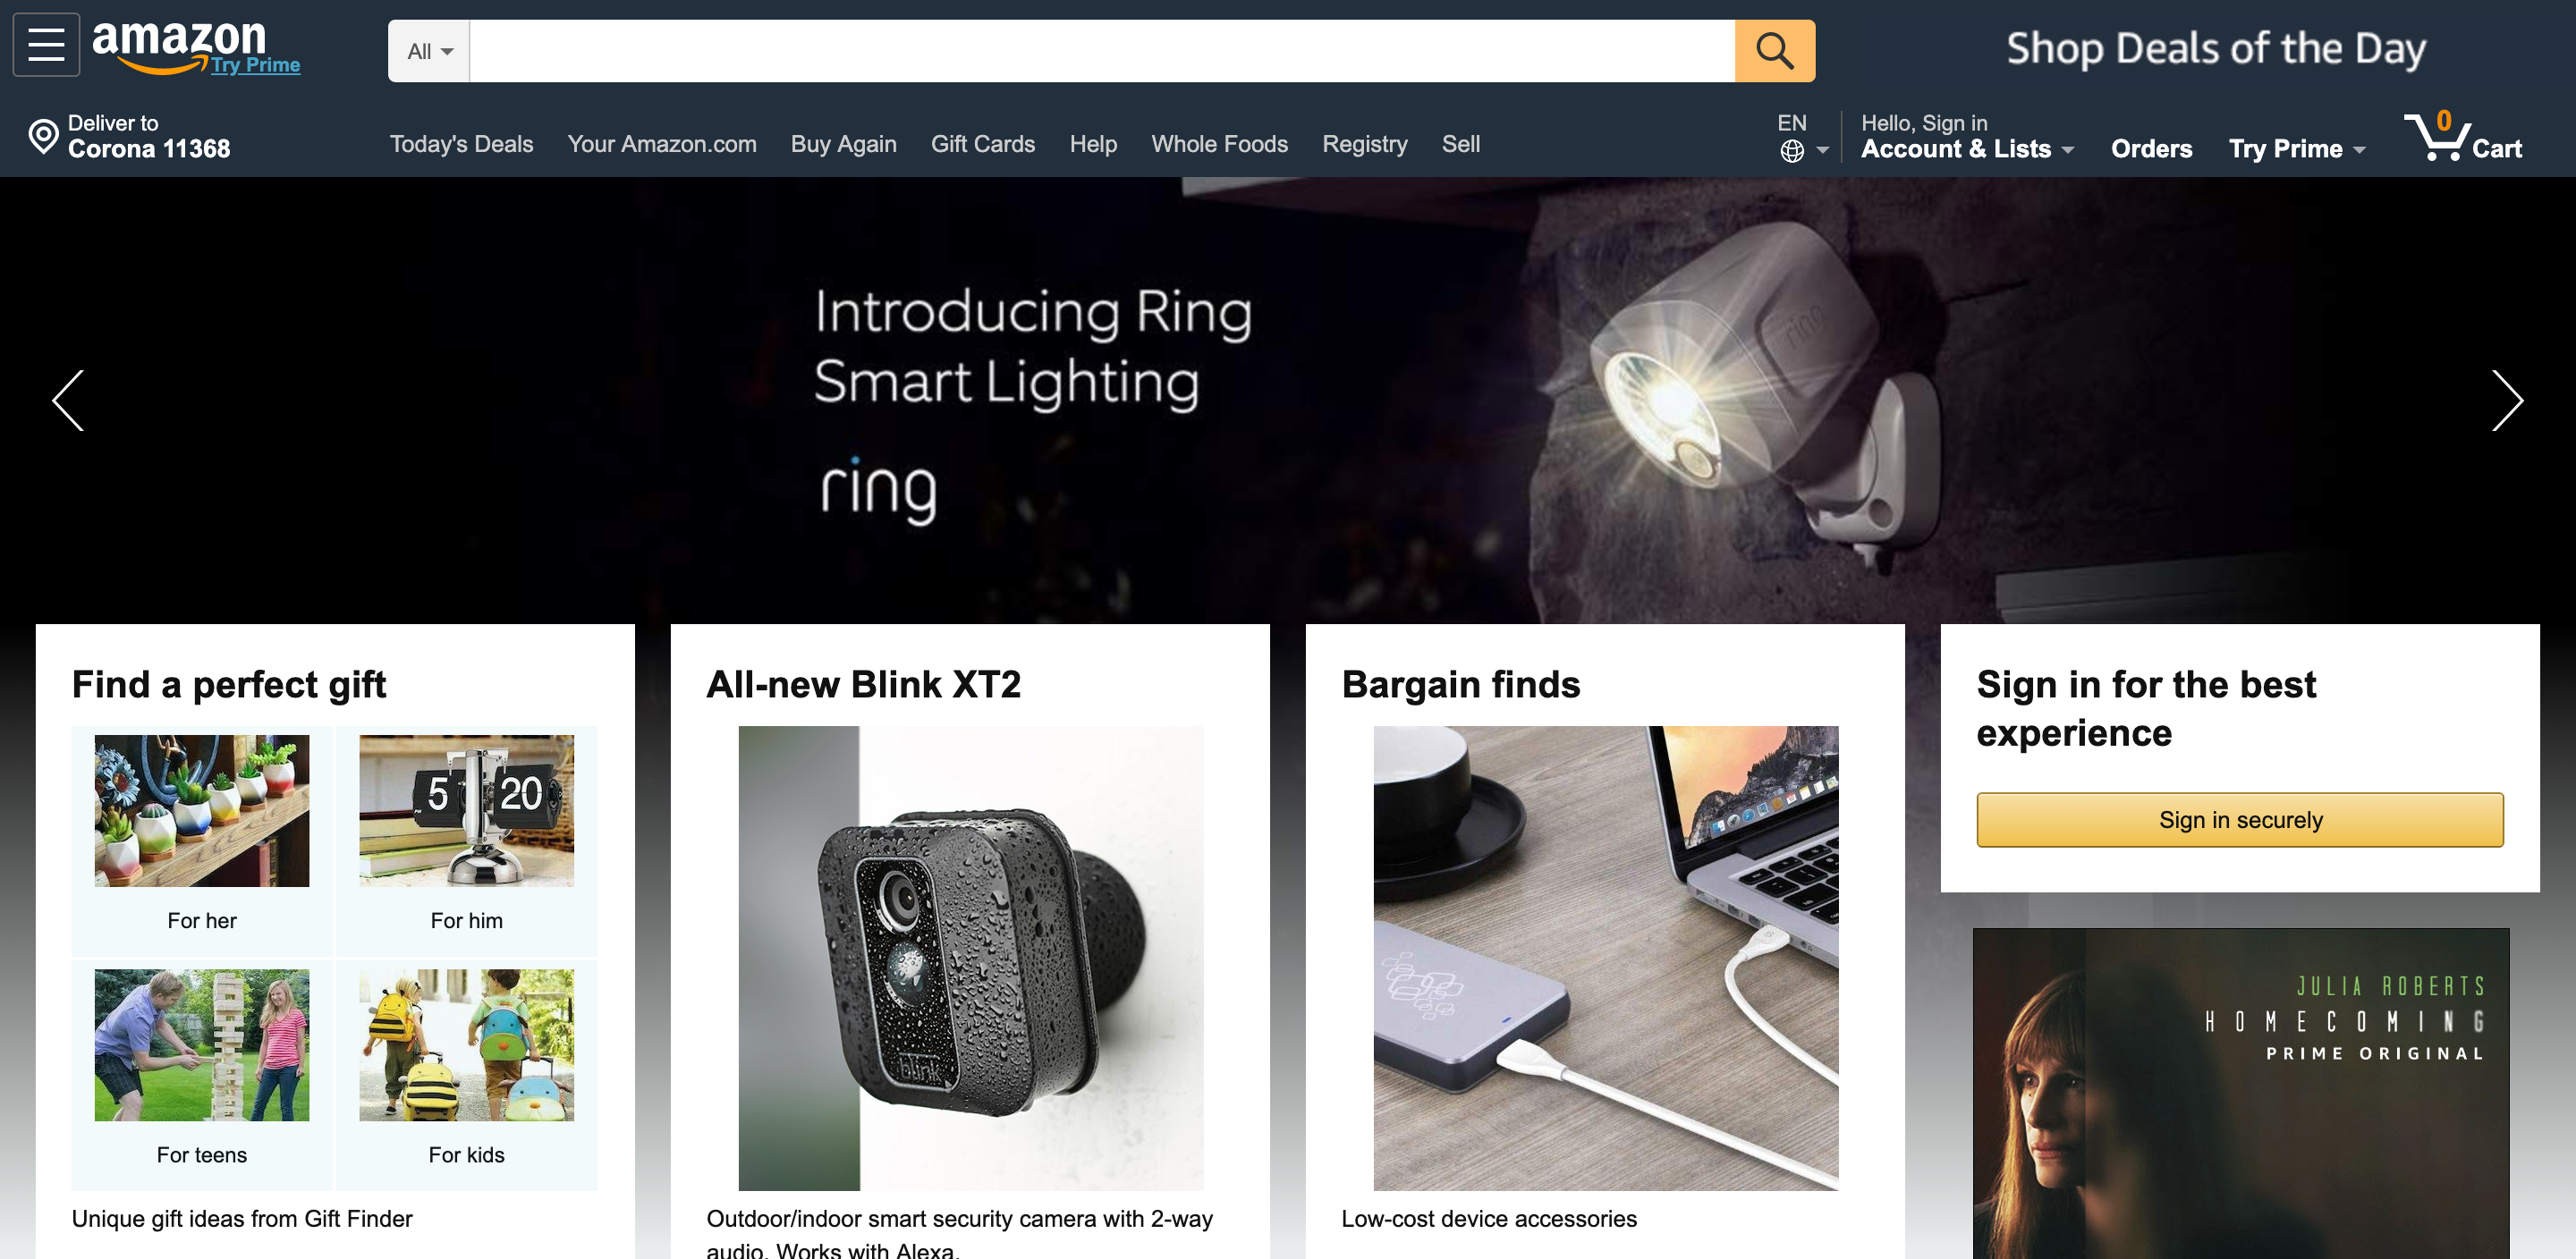 amazon
Try Prime
All
Shop Deals of the Day
Deliver to
Corona 11368
Today's Deals
Your Amazon.com
Buy Again
Gift Cards
Help
Whole Foods
Registry
Sell
EN
Hello, Sign in
Account & Lists
Orders
Try Prime
0
Cart
Introducing Ring
Smart Lighting
ring
ring
Find a perfect gift
5 20
For her
For him
For teens
For kids
Unique gift ideas from Gift Finder
All-new Blink XT2
blink
Outdoor/indoor smart security camera with 2-way
audio. Works with Alexa.
Bargain finds
Low-cost device accessories
Sign in for the best
experience
Sign in securely
JULIA ROBERTS
HOMECOMING
PRIME ORIGINAL